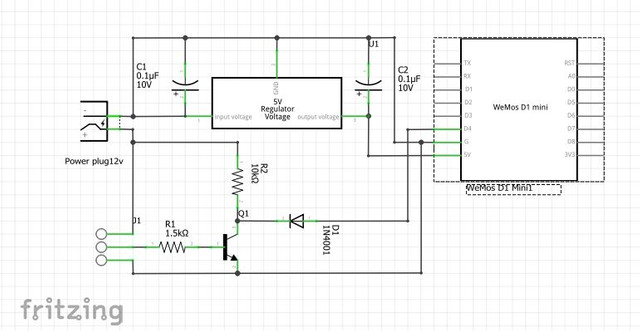 U1
C1
0.1µF
10V
C2
0.1µF
10V
GND
input voltage
5V
Regulator
Voltage
output voltage
TX
RX
D1
D2
D3
D4
G
5V
WeMos D1 mini
RST
A0
D0
D5
D6
D7
D8
3V3
WeMos D1 Mini1
-
+
Power plug12v
R2
10kΩ
J1
R1
1.5kΩ
Q1
D1
1N4001
fritzing